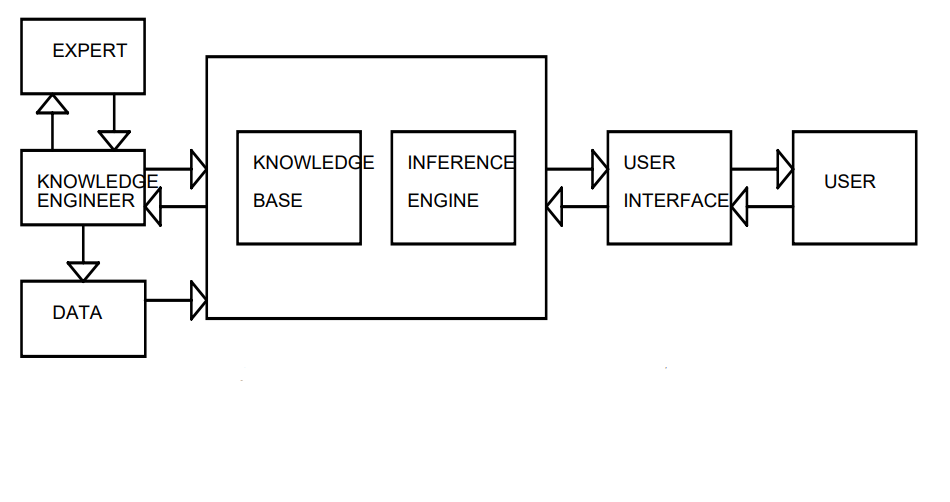 EXPERT
KNOWLEDGE
ENGINEER
DATA
KNOWLEDGE
BASE
INFERENCE
ENGINE
USER
INTERFACE
USER